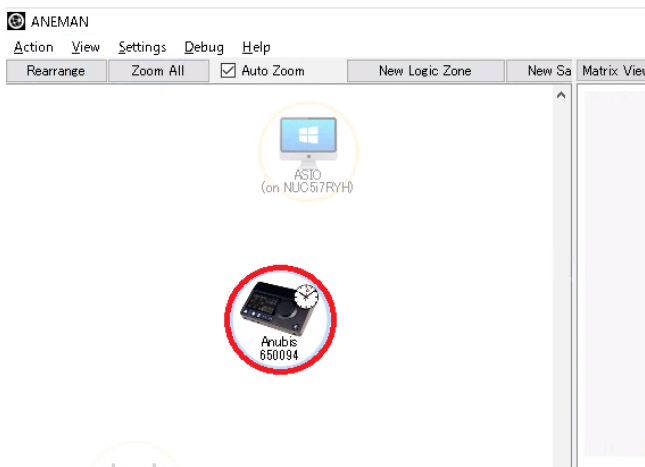 ANEMAN
Action View Settings Debug Help
Rearrange Zoom All Auto Zoom New Logic Zone New Sa Matrix View
ASIO
(on NUC5i7RYH)
Anubis
650094